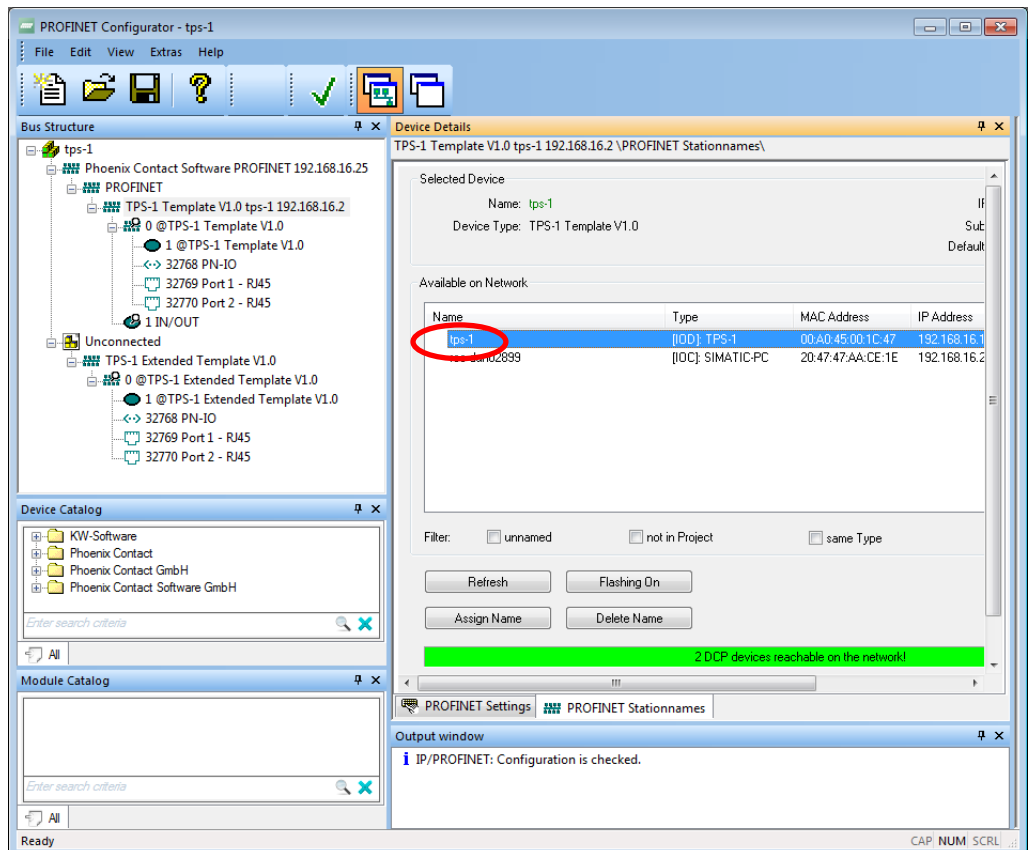 PROFINET Configurator - tps-1
File Edit View Extras Help
Bus Structure
tps-1
Phoenix Contact Software PROFINET 192.168.16.25
PROFINET
TPS-1 Template V1.0 tps-1 192.168.16.2
0 @TPS-1 Template V1.0
1 @TPS-1 Template V1.0
32768 PN-IO
32769 Port 1 - RJ45
32770 Port 2 - RJ45
1 IN/OUT
Unconnected
TPS-1 Extended Template V1.0
0 @TPS-1 Extended Template V1.0
1 @TPS-1 Extended Template V1.0
32768 PN-IO
32769 Port 1 - RJ45
32770 Port 2 - RJ45
Device Catalog
KW-Software
Phoenix Contact
Phoenix Contact GmbH
Phoenix Contact Software GmbH
Enter search criteria
All
Module Catalog
Enter search criteria
All
Device Details
TPS-1 Template V1.0 tps-1 192.168.16.2 \PROFINET Stationnames\
Selected Device
Name: tps-1
Device Type: TPS-1 Template V1.0
Sub
Default
Available on Network
Name Type MAC Address IP Address
tps-1 [IOD]: TPS-1 00:A0:45:00:1C:47 192.168.16.1
[IOC]: SIMATIC-PC 20:47:47:AA:CE:1E 192.168.16.2
Filter: unnamed not in Project same Type
Refresh Flashing On
Assign Name Delete Name
2 DCP devices reachable on the network!
PROFINET Settings PROFINET Stationnames
Output window
IP/PROFINET: Configuration is checked.
Ready CAP NUM SCRL